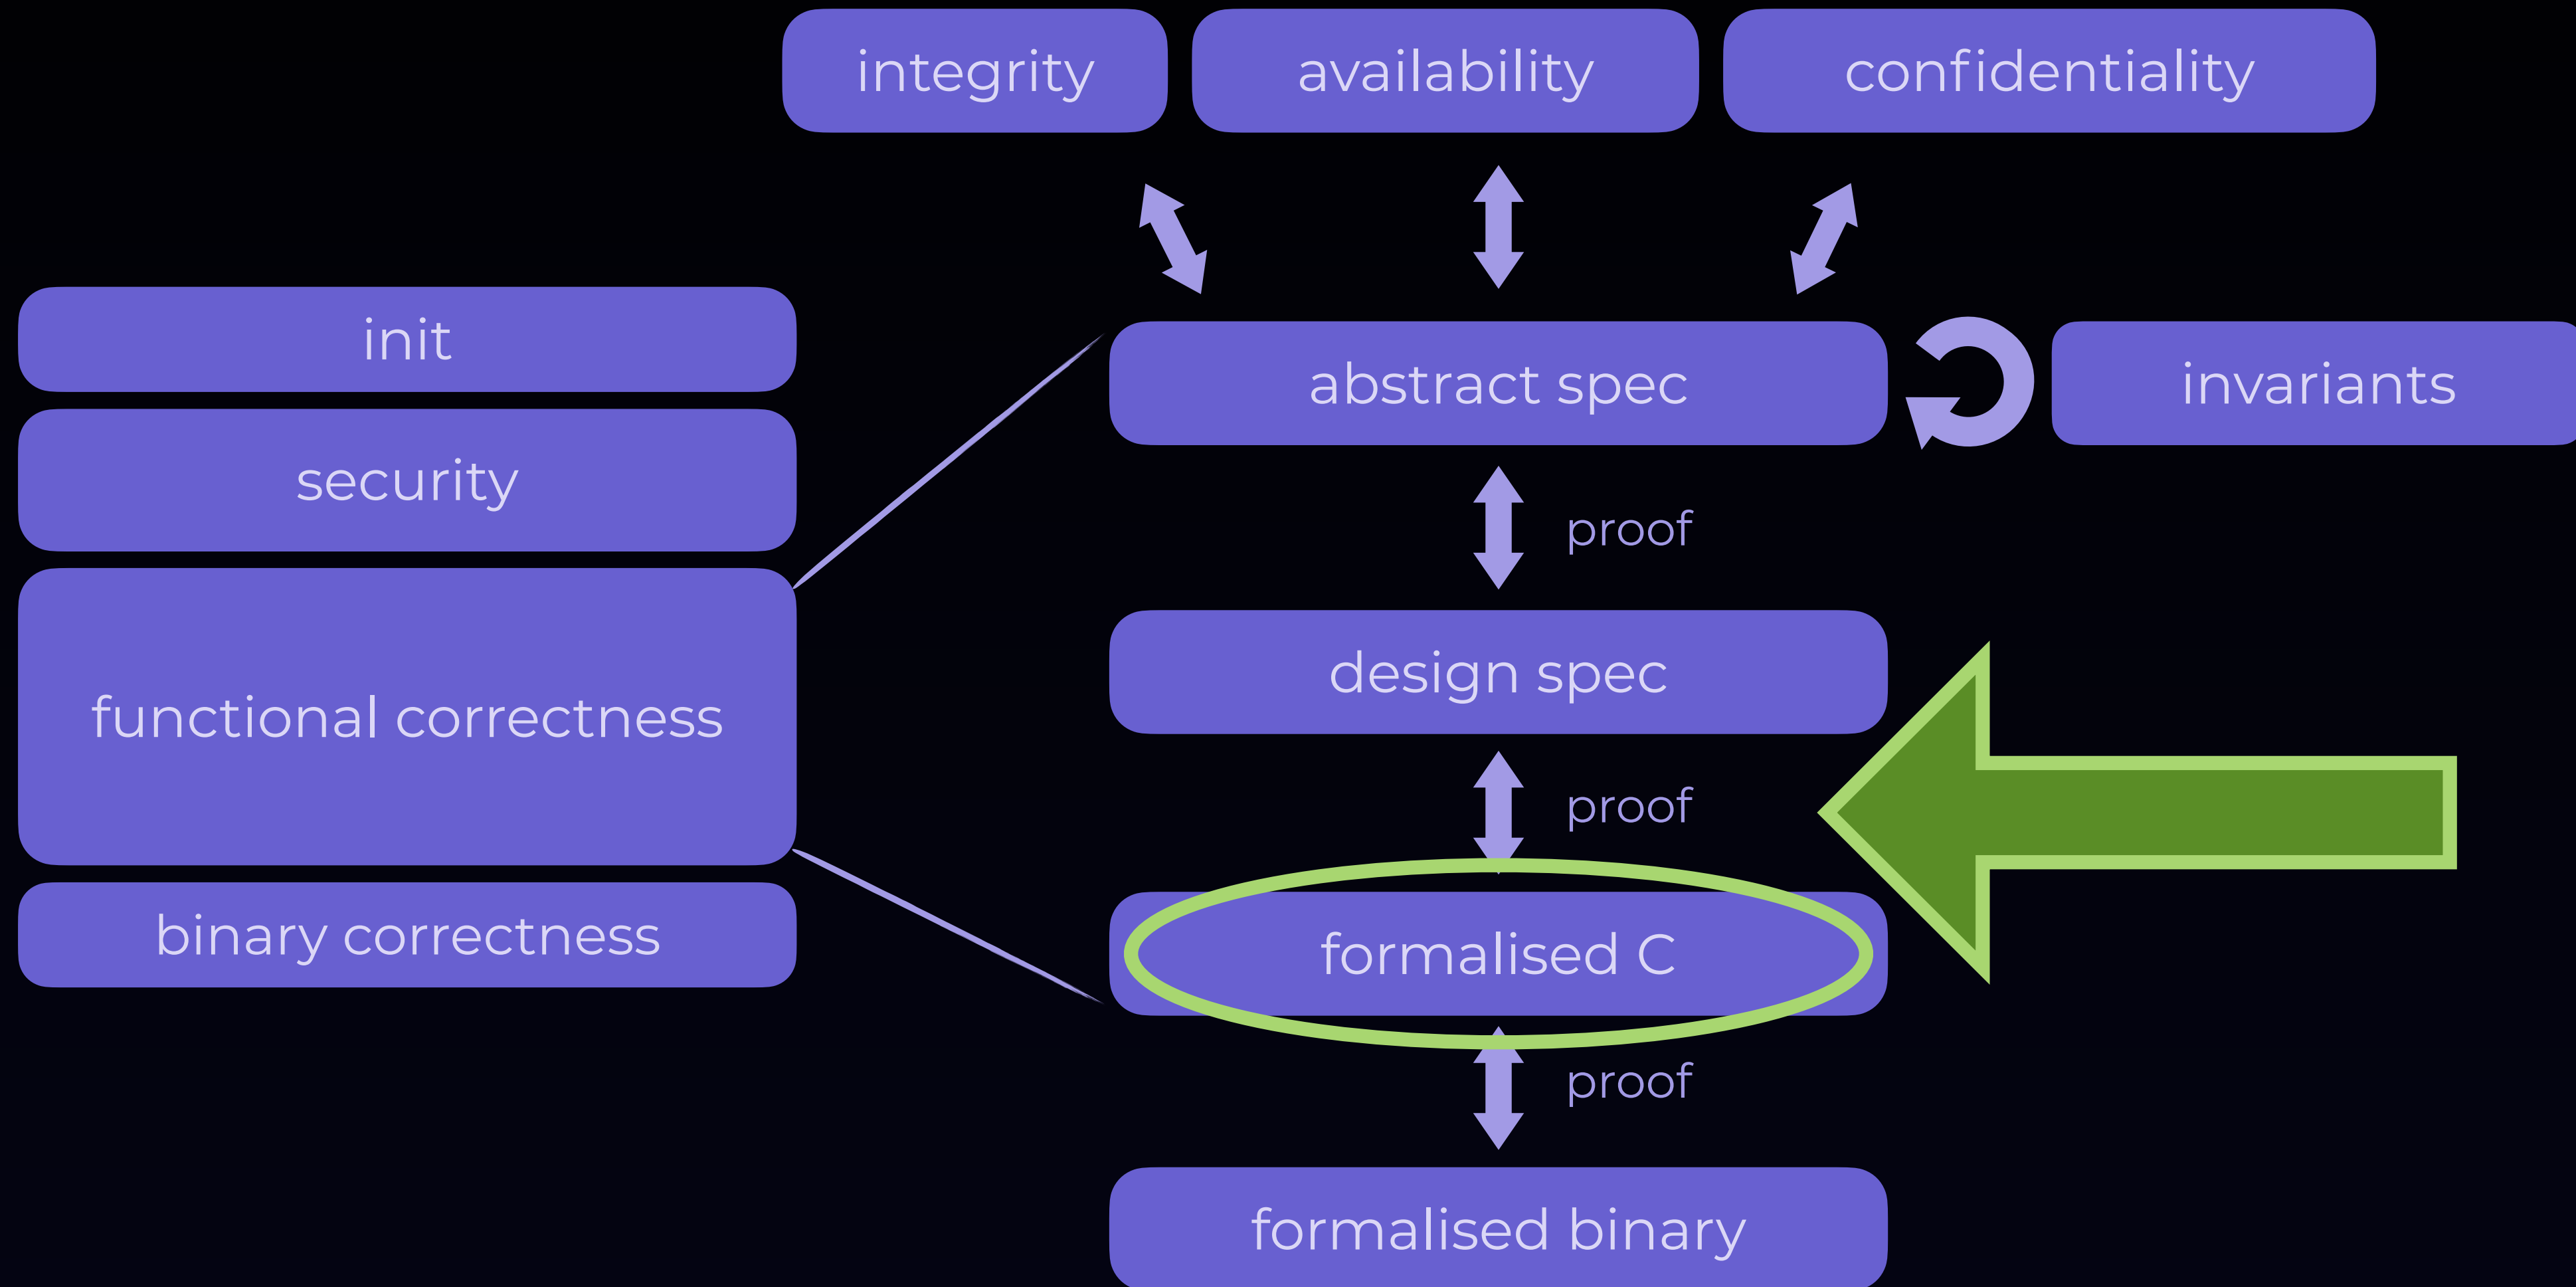 integrity
availability
confidentiality
init
security
functional correctness
binary correctness
abstract spec
invariants
proof
design spec
proof
formalised C
proof
formalised binary